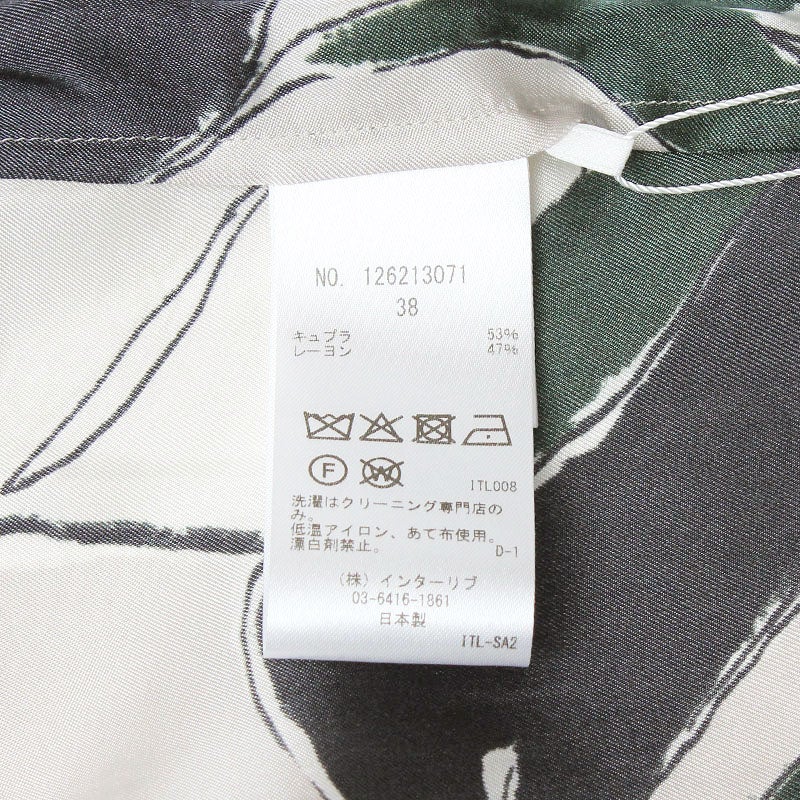 NO. 126213071
38
キュプラ 53%
レーヨン 47%
F W
ITL008
洗濯はクリーニング専門店の
み。
低温アイロン、あて布使用。
漂白剤禁止。 D-1
(株) インターリブ
03-6416-1861
日本製
ITL-SA2